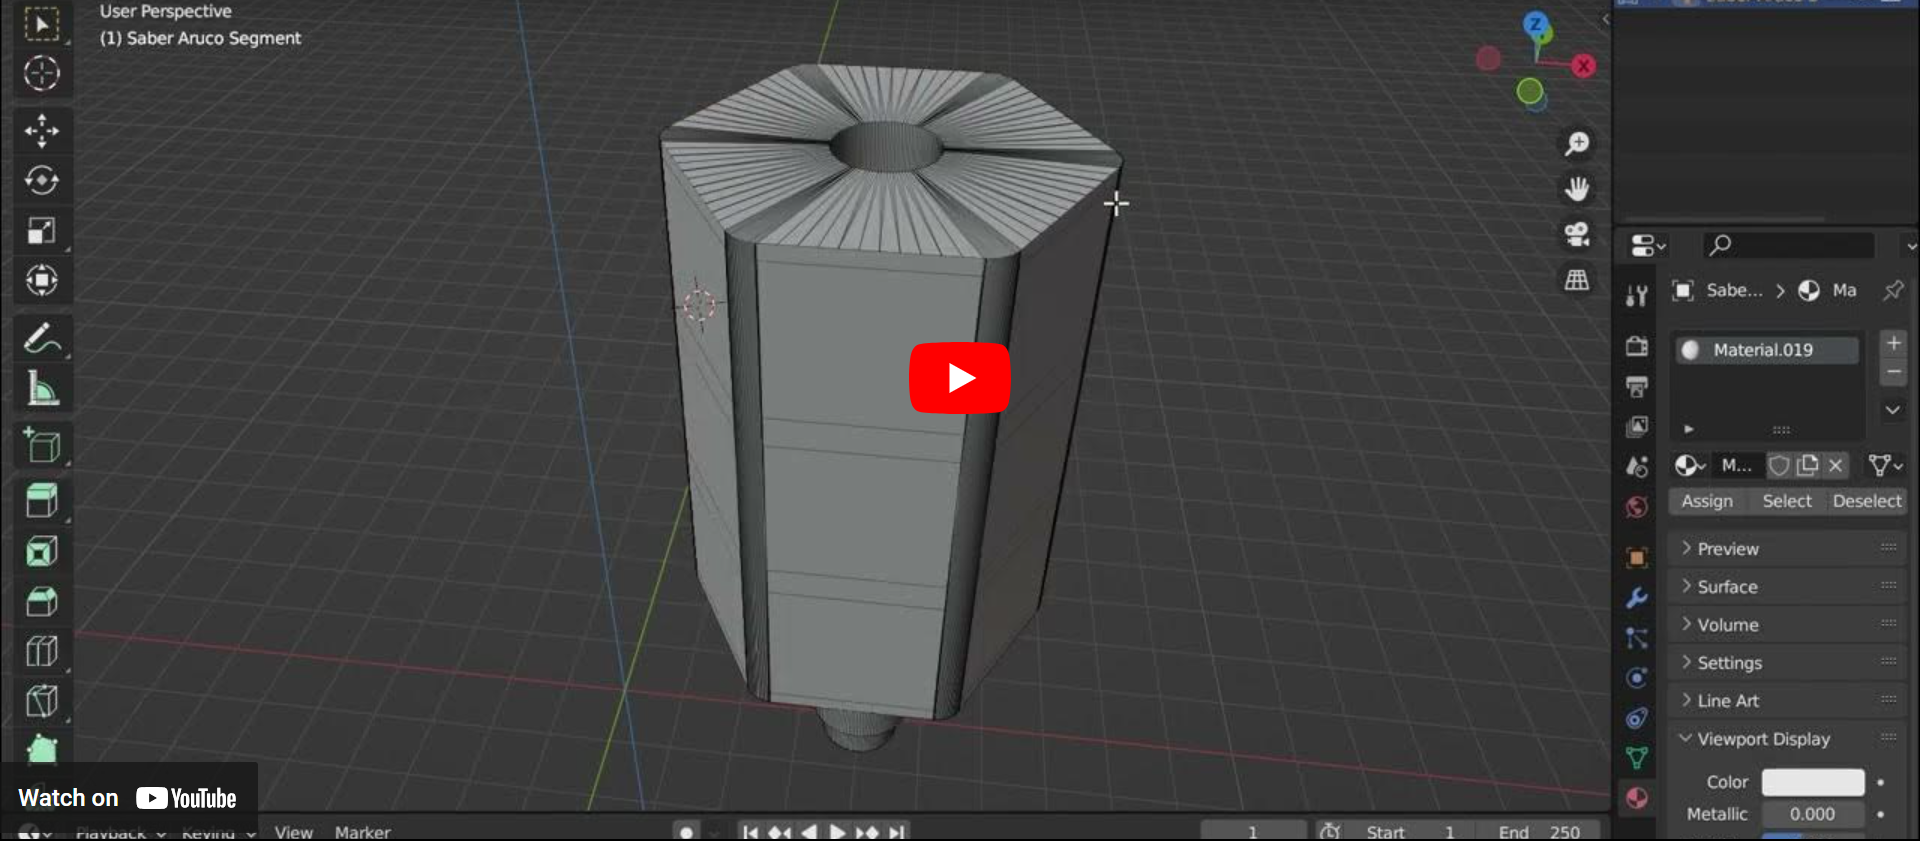 User Perspective
(1) Saber Aruco Segment
Z
X
Sabe... > Ma
Material.019
M...
Assign Select Deselect
Preview
Surface
Volume
Settings
Line Art
Viewport Display
Color
Metallic 0.000
Watch on YouTube
Playback Keying View Marker
1 Start 1 End 250